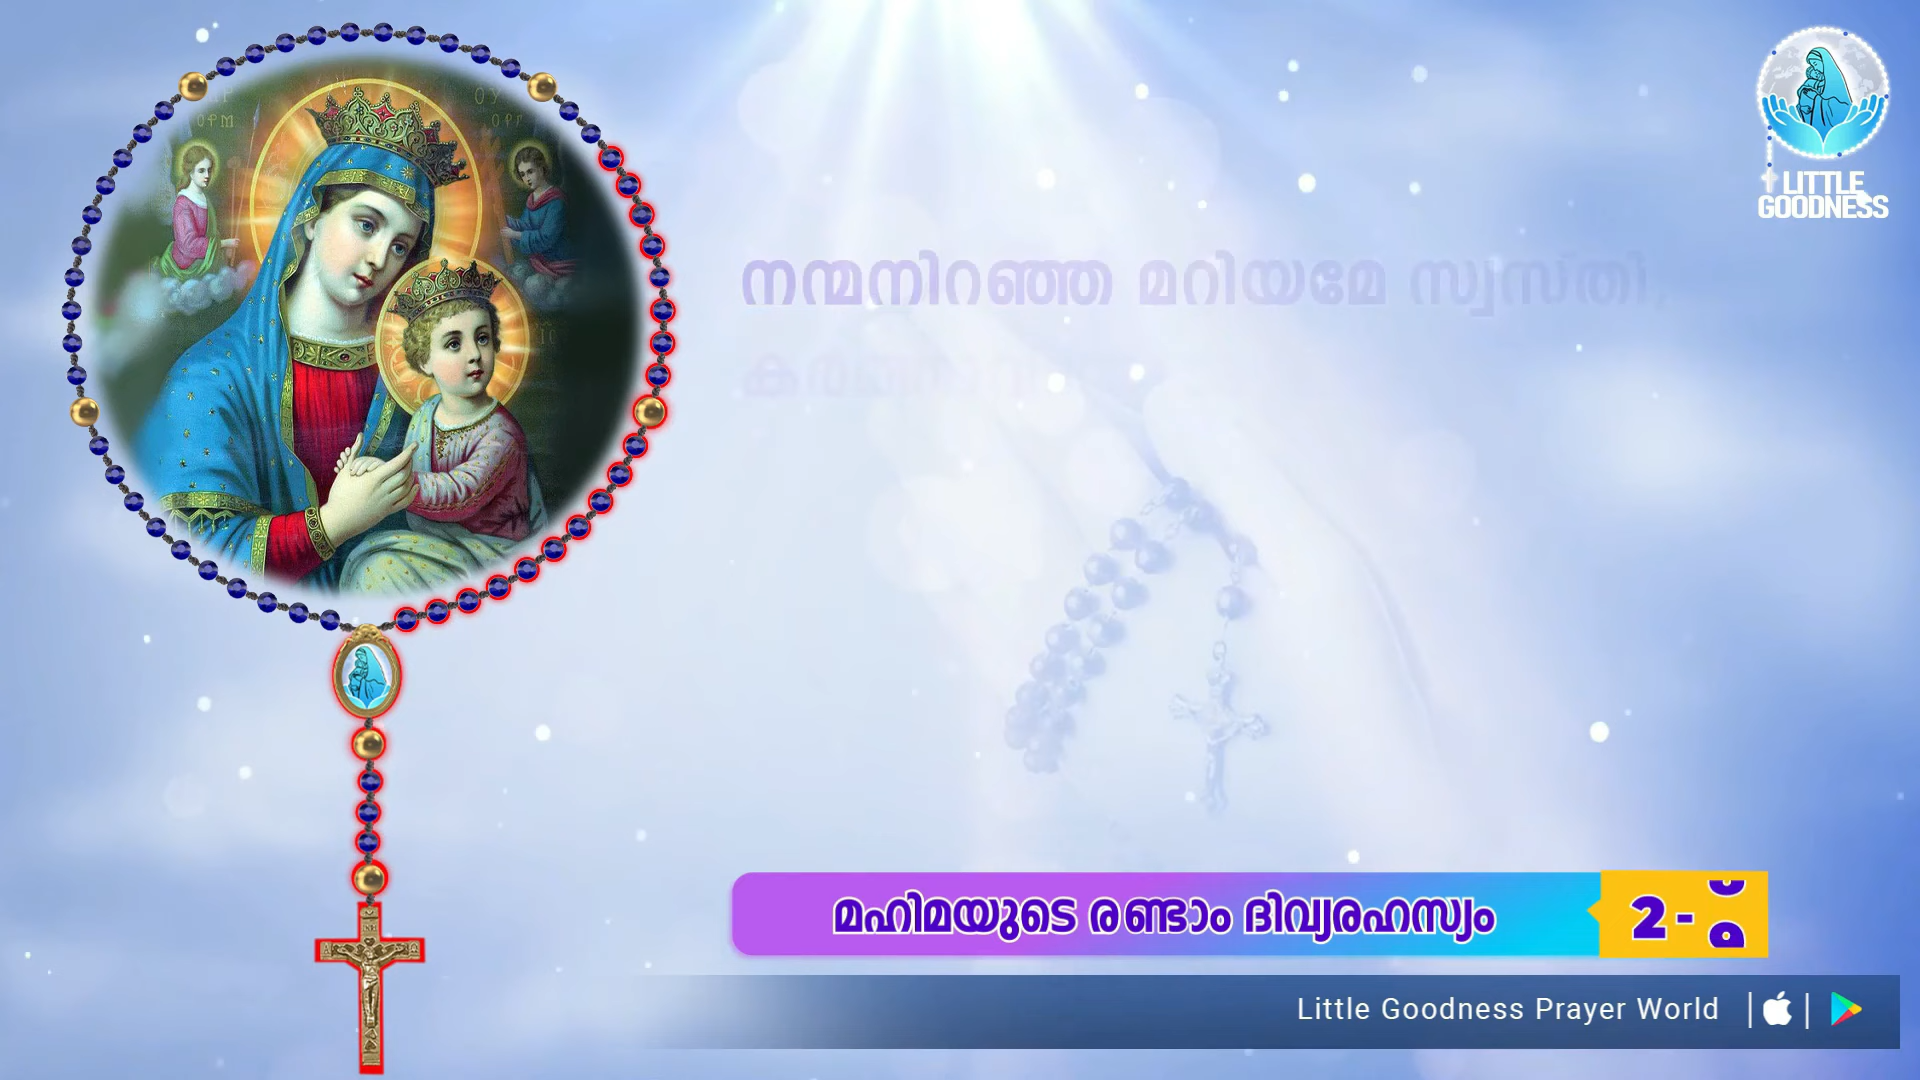 LITTLE
GOODNESS
നന്മനിറഞ്ഞ മറിയമേ സ്വസ്തി,
മഹിമയുടെ രണ്ടാം ദിവ്യരഹസ്യം
2-
Little Goodness Prayer World